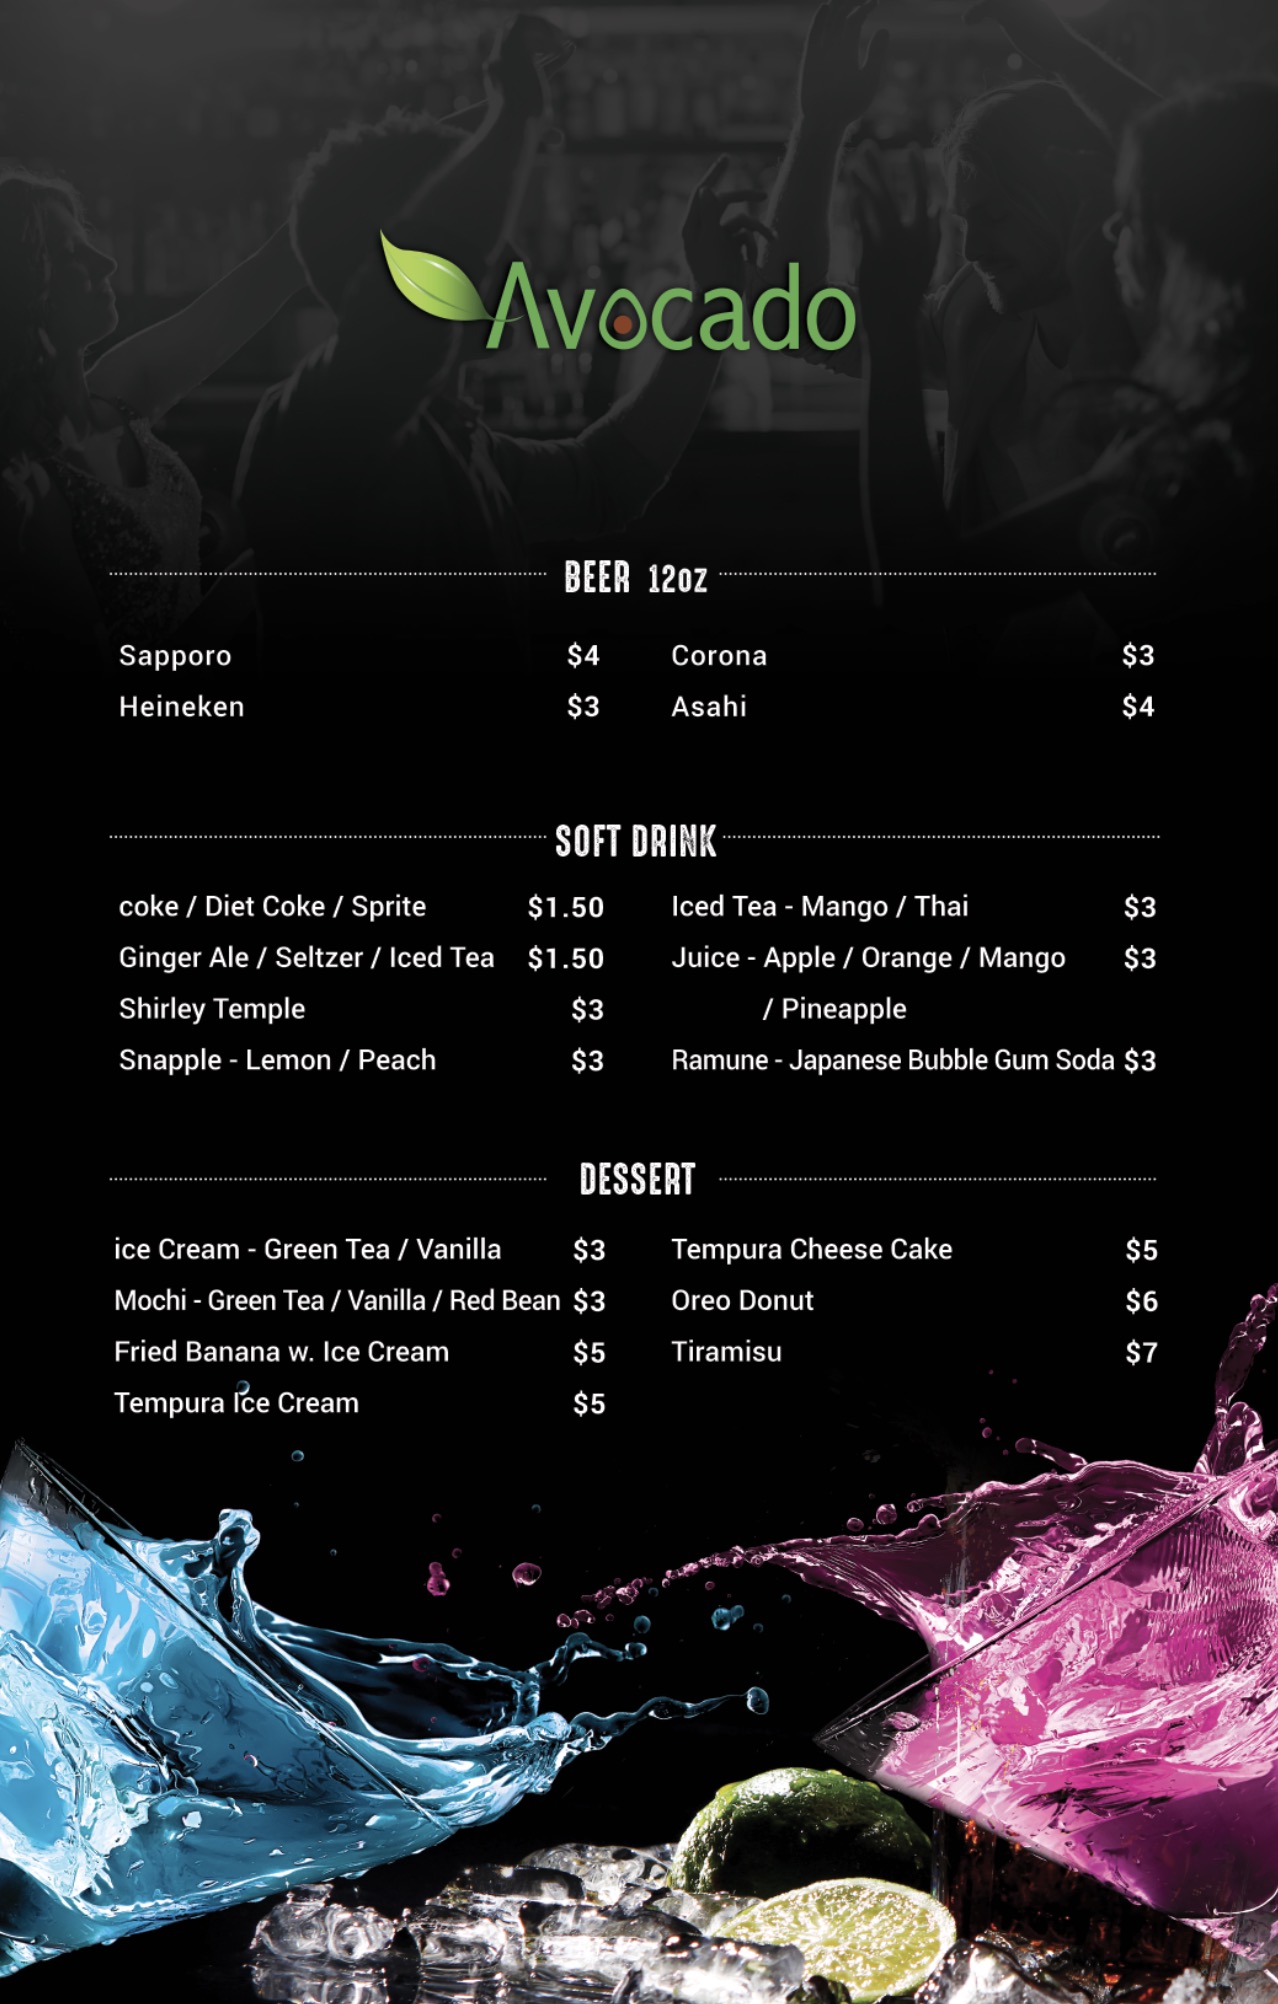 Avocado
BEER 12oz
Sapporo $4
Heineken $3
Corona $3
Asahi $4
SOFT DRINK
coke / Diet Coke / Sprite $1.50
Ginger Ale / Seltzer / Iced Tea $1.50
Shirley Temple $3
Snapple - Lemon / Peach $3
Iced Tea - Mango / Thai $3
Juice - Apple / Orange / Mango $3
/ Pineapple
Ramune - Japanese Bubble Gum Soda $3
DESSERT
ice Cream - Green Tea / Vanilla $3
Mochi - Green Tea / Vanilla / Red Bean $3
Fried Banana w. Ice Cream $5
Tempura Ice Cream $5
Tempura Cheese Cake $5
Oreo Donut $6
Tiramisu $7